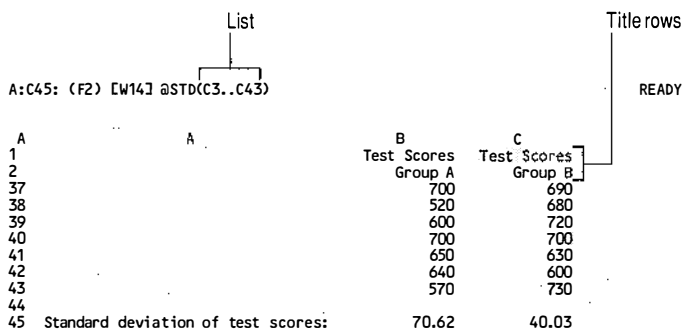 List Title rows
A:C45: (F2) [W14] @STD(C3..C43) READY
A A B C
1 Test Scores Test Scores
2 Group A Group B
37 700 690
38 520 680
39 600 720
40 700 700
41 650 630
42 640 600
43 570 730
44
45 Standard deviation of test scores: 70.62 40.03